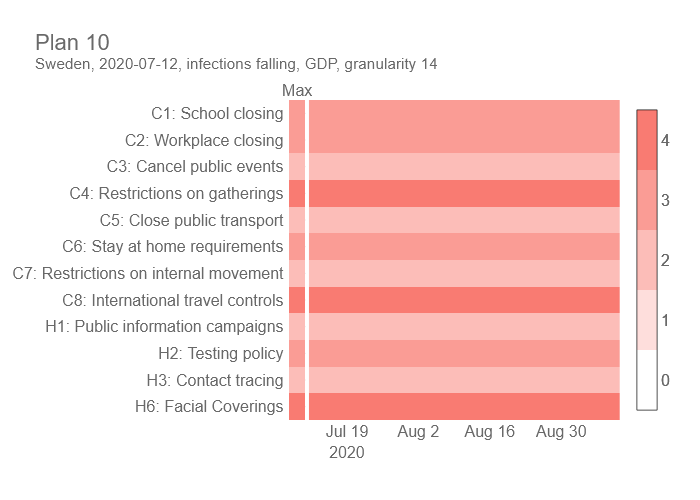 Plan 10
Sweden, 2020-07-12, infections falling, GDP, granularity 14
Max
C1: School closing
C2: Workplace closing
C3: Cancel public events
C4: Restrictions on gatherings
C5: Close public transport
C6: Stay at home requirements
C7: Restrictions on internal movement
C8: International travel controls
H1: Public information campaigns
H2: Testing policy
H3: Contact tracing
H6: Facial Coverings
Jul 19 Aug 2 Aug 16 Aug 30
2020
4
3
2
1
0